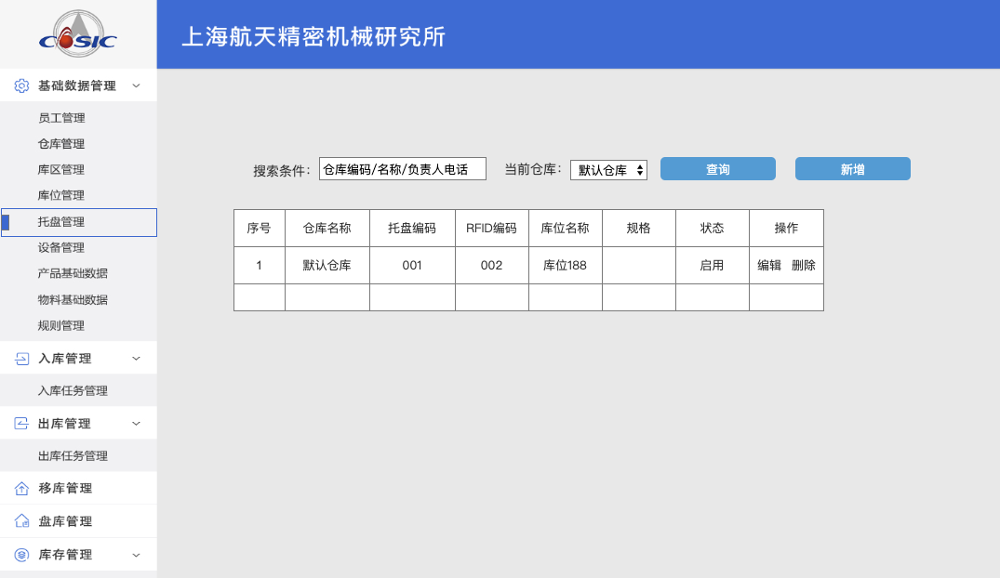 CASIC
上海航天精密机械研究所
基础数据管理
员工管理
仓库管理
库区管理
库位管理
托盘管理
设备管理
产品基础数据
物料基础数据
规则管理
入库管理
入库任务管理
出库管理
出库任务管理
移库管理
盘库管理
库存管理
搜索条件： 仓库编码/名称/负责人电话 当前仓库： 默认仓库 查询 新增
序号 仓库名称 托盘编码 RFID编码 库位名称 规格 状态 操作
1 默认仓库 001 002 库位188 启用 编辑 删除